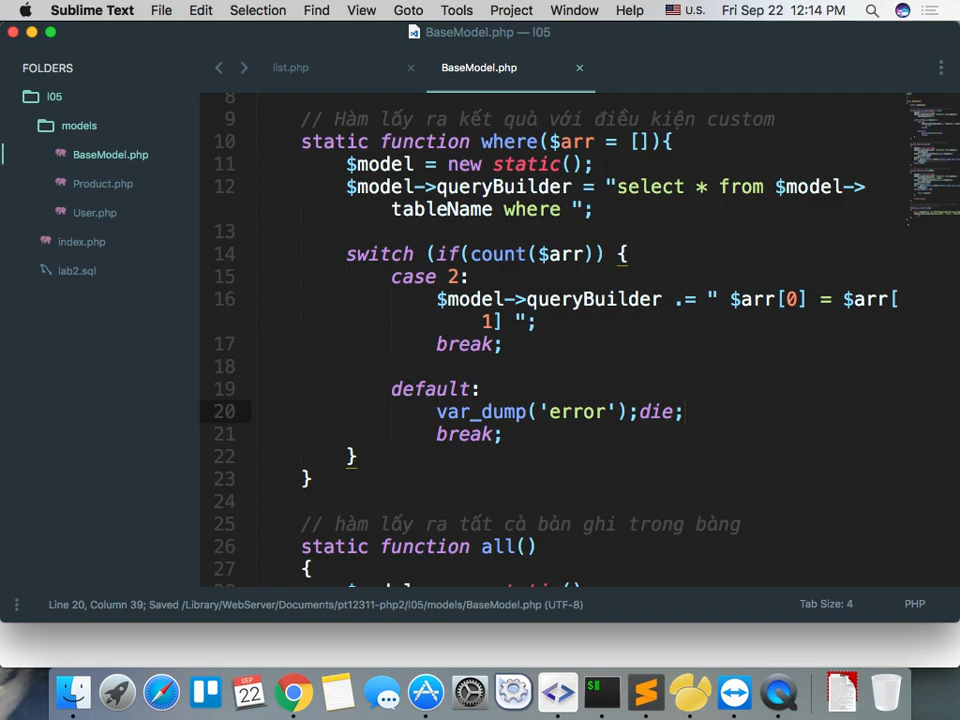 Sublime Text File Edit Selection Find View Goto Tools Project Window Help U.S. Fri Sep 22 12:14 PM
BaseModel.php — l05
FOLDERS
l05
models
BaseModel.php
Product.php
User.php
index.php
lab2.sql
list.php × BaseModel.php ×
8
9 // Hàm lấy ra kết quả với điều kiện custom
10 static function where($arr = []){
11 $model = new static();
12 $model->queryBuilder = "select * from $model->
tableName where ";
13
14 switch (if(count($arr)) {
15 case 2:
16 $model->queryBuilder .= " $arr[0] = $arr[
1] ";
17 break;
18
19 default:
20 var_dump('error');die;
21 break;
22 }
23 }
24
25 // hàm lấy ra tất cả bản ghi trong bảng
26 static function all()
27 {
Line 20, Column 39; Saved /Library/WebServer/Documents/pt12311-php2/l05/models/BaseModel.php (UTF-8) Tab Size: 4 PHP
SEP
22
$